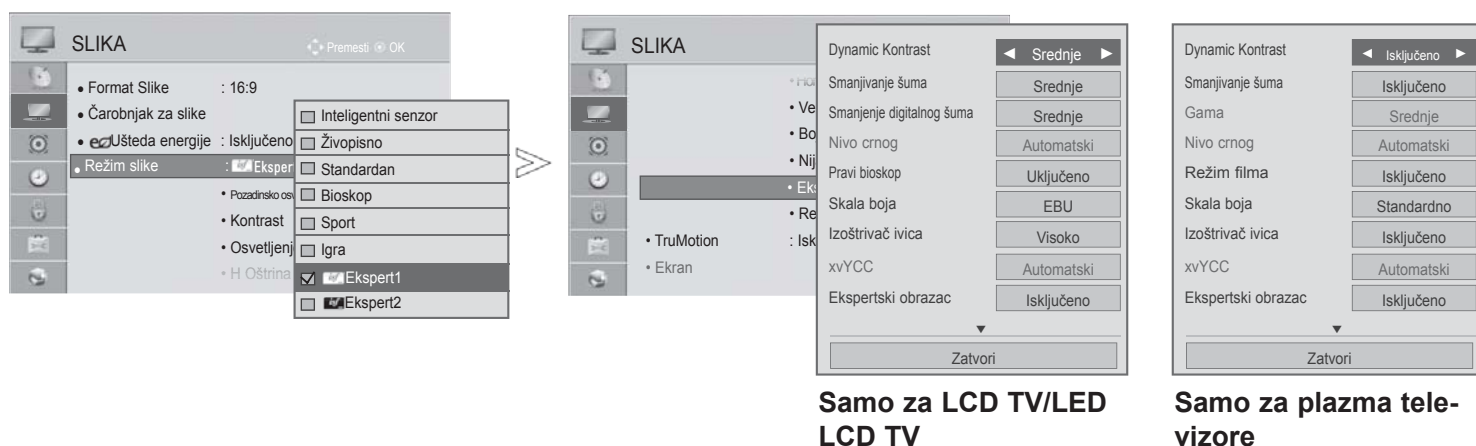 SLIKA
Premesti OK
• Format Slike : 16:9
• Čarobnjak za slike
• Ušteda energije : Isključeno
• Režim slike : Eksper
• Pozadinsko osv
• Kontrast
• Osvetljenj
• H Oštrina
Inteligentni senzor
Živopisno
Standardan
Bioskop
Sport
Igra
Ekspert1
Ekspert2
SLIKA
• Ve
• Bo
• Nij
• Ek
• Re
• TruMotion : Isk
• Ekran
Dynamic Kontrast ◄ Srednje ►
Smanjivanje šuma Srednje
Smanjenje digitalnog šuma Srednje
Nivo crnog Automatski
Pravi bioskop Uključeno
Skala boja EBU
Izoštrivač ivica Visoko
xvYCC Automatski
Ekspertski obrazac Isključeno
▼
Zatvori
Samo za LCD TV/LED
LCD TV
Dynamic Kontrast ◄ Isključeno ►
Smanjivanje šuma Isključeno
Gama Srednje
Nivo crnog Automatski
Režim filma Isključeno
Skala boja Standardno
Izoštrivač ivica Isključeno
xvYCC Automatski
Ekspertski obrazac Isključeno
▼
Zatvori
Samo za plazma tele-
vizore